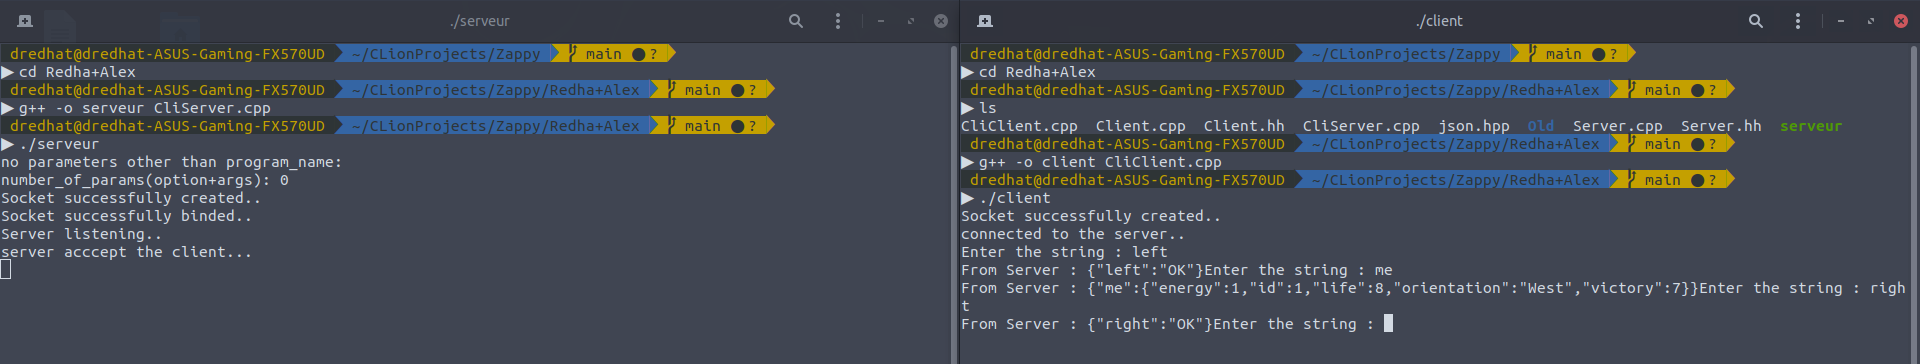 ./serveur
dredhat@dredhat-ASUS-Gaming-FX570UD ~/CLionProjects/Zappy main ●?
▶ cd Redha+Alex
dredhat@dredhat-ASUS-Gaming-FX570UD ~/CLionProjects/Zappy/Redha+Alex main ●?
▶ g++ -o serveur CliServer.cpp
dredhat@dredhat-ASUS-Gaming-FX570UD ~/CLionProjects/Zappy/Redha+Alex main ●?
▶ ./serveur
no parameters other than program_name:
number_of_params(option+args): 0
Socket successfully created..
Socket successfully binded..
Server listening..
server acccept the client...
./client
dredhat@dredhat-ASUS-Gaming-FX570UD ~/CLionProjects/Zappy main ●?
▶ cd Redha+Alex
dredhat@dredhat-ASUS-Gaming-FX570UD ~/CLionProjects/Zappy/Redha+Alex main ●?
▶ ls
CliClient.cpp Client.cpp Client.hh CliServer.cpp json.hpp Old Server.cpp Server.hh serveur
dredhat@dredhat-ASUS-Gaming-FX570UD ~/CLionProjects/Zappy/Redha+Alex main ●?
▶ g++ -o client CliClient.cpp
dredhat@dredhat-ASUS-Gaming-FX570UD ~/CLionProjects/Zappy/Redha+Alex main ●?
▶ ./client
Socket successfully created..
connected to the server..
Enter the string : left
From Server : {"left":"OK"}Enter the string : me
From Server : {"me":{"energy":1,"id":1,"life":8,"orientation":"West","victory":7}}Enter the string : righ
t
From Server : {"right":"OK"}Enter the string :